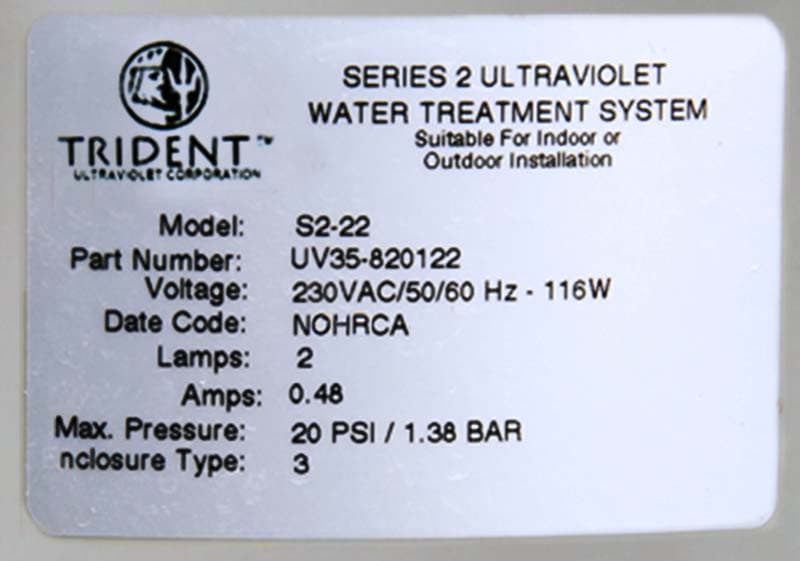 TRIDENT™
ULTRAVIOLET CORPORATION
SERIES 2 ULTRAVIOLET
WATER TREATMENT SYSTEM
Suitable For Indoor or
Outdoor Installation
Model: S2-22
Part Number: UV35-820122
Voltage: 230VAC/50/60 Hz - 116W
Date Code: NOHRCA
Lamps: 2
Amps: 0.48
Max. Pressure: 20 PSI / 1.38 BAR
nclosure Type: 3